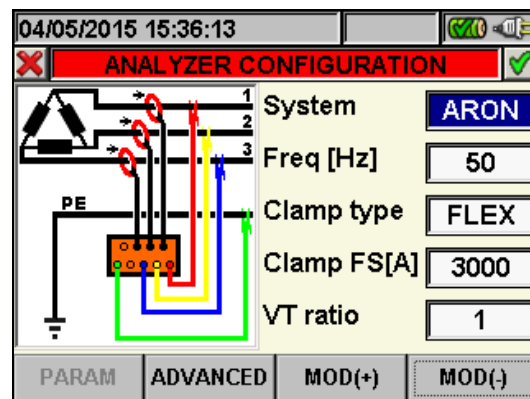 04/05/2015 15:36:13
ANALYZER CONFIGURATION
1
2
3
PE
System ARON
Freq [Hz] 50
Clamp type FLEX
Clamp FS[A] 3000
VT ratio 1
PARAM ADVANCED MOD(+) MOD(-)